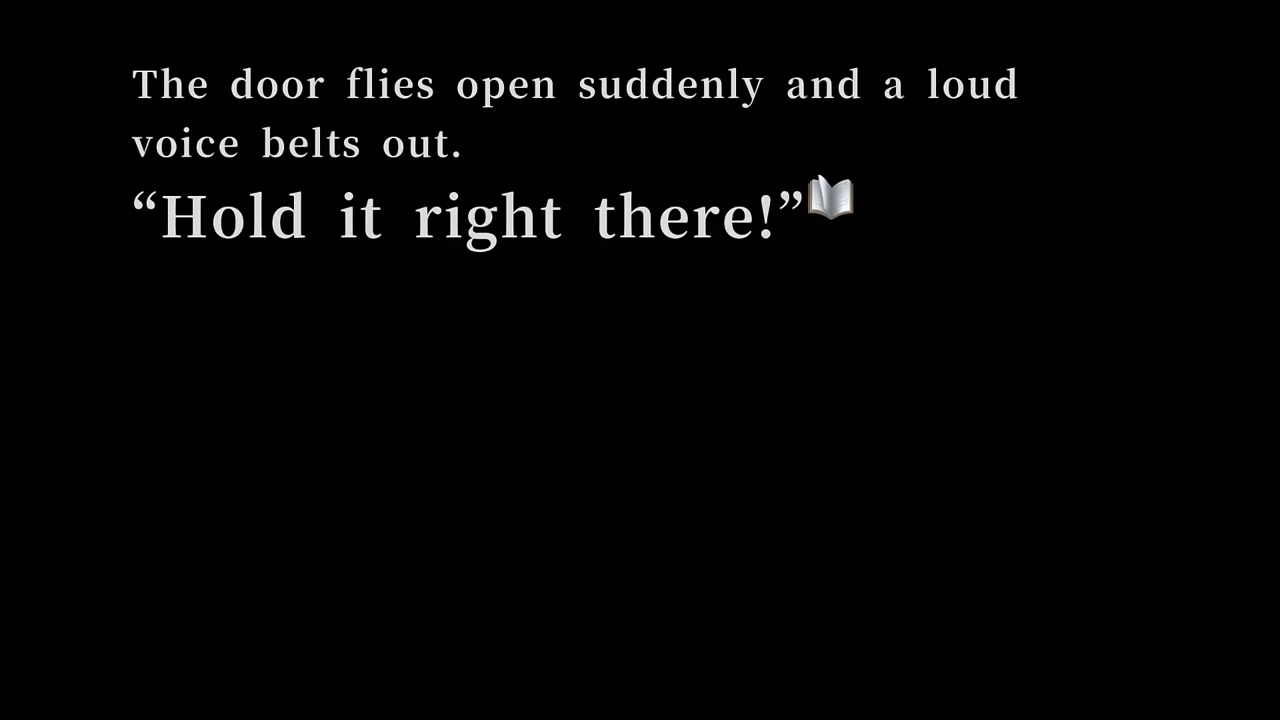 The door flies open suddenly and a loud
voice belts out.
“Hold it right there!”